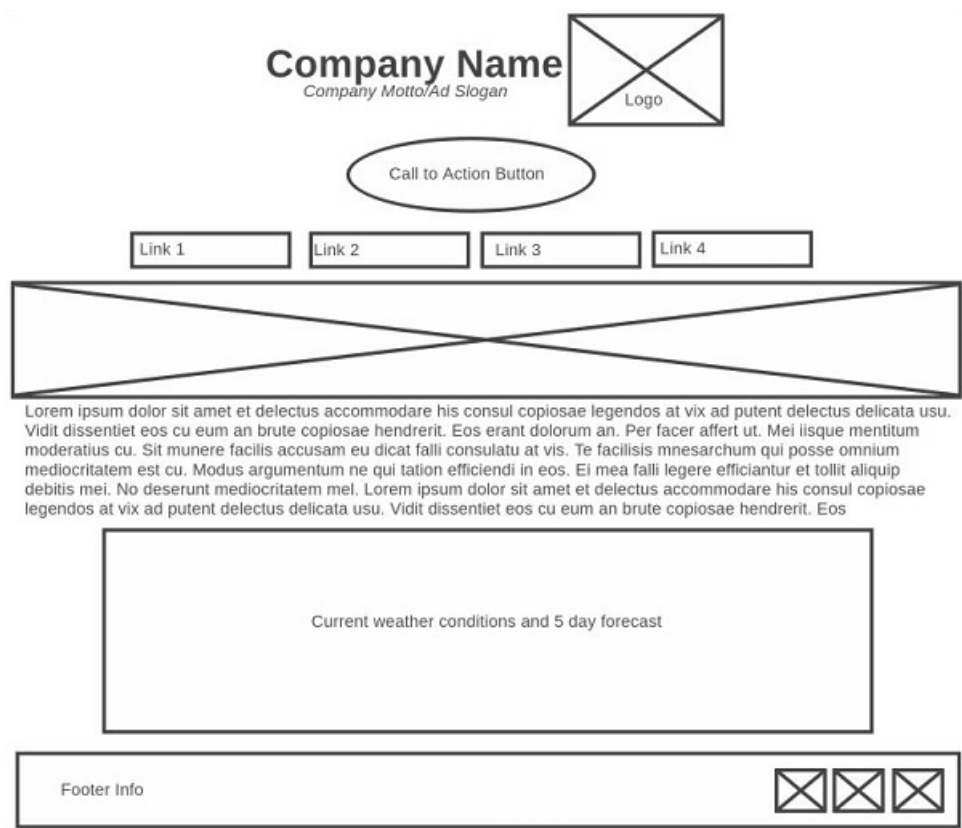 Company Name
Company Motto/Ad Slogan
Logo
Call to Action Button
Link 1
Link 2
Link 3
Link 4
Lorem ipsum dolor sit amet et delectus accommodare his consul copiosae legendos at vix ad putent delectus delicata usu.
Vidit dissentiet eos cu eum an brute copiosae hendrerit. Eos erant dolorum an. Per facer affert ut. Mei iisque mentitum
moderatius cu. Sit munere facilis accusam eu dicat falli consulatu at vis. Te facilisis mnesarchum qui posse omnium
mediocritatem est cu. Modus argumentum ne qui tation efficiendi in eos. Ei mea falli legere efficiantur et tollit aliquip
debitis mei. No deserunt mediocritatem mel. Lorem ipsum dolor sit amet et delectus accommodare his consul copiosae
legendos at vix ad putent delectus delicata usu. Vidit dissentiet eos cu eum an brute copiosae hendrerit. Eos
Current weather conditions and 5 day forecast
Footer Info